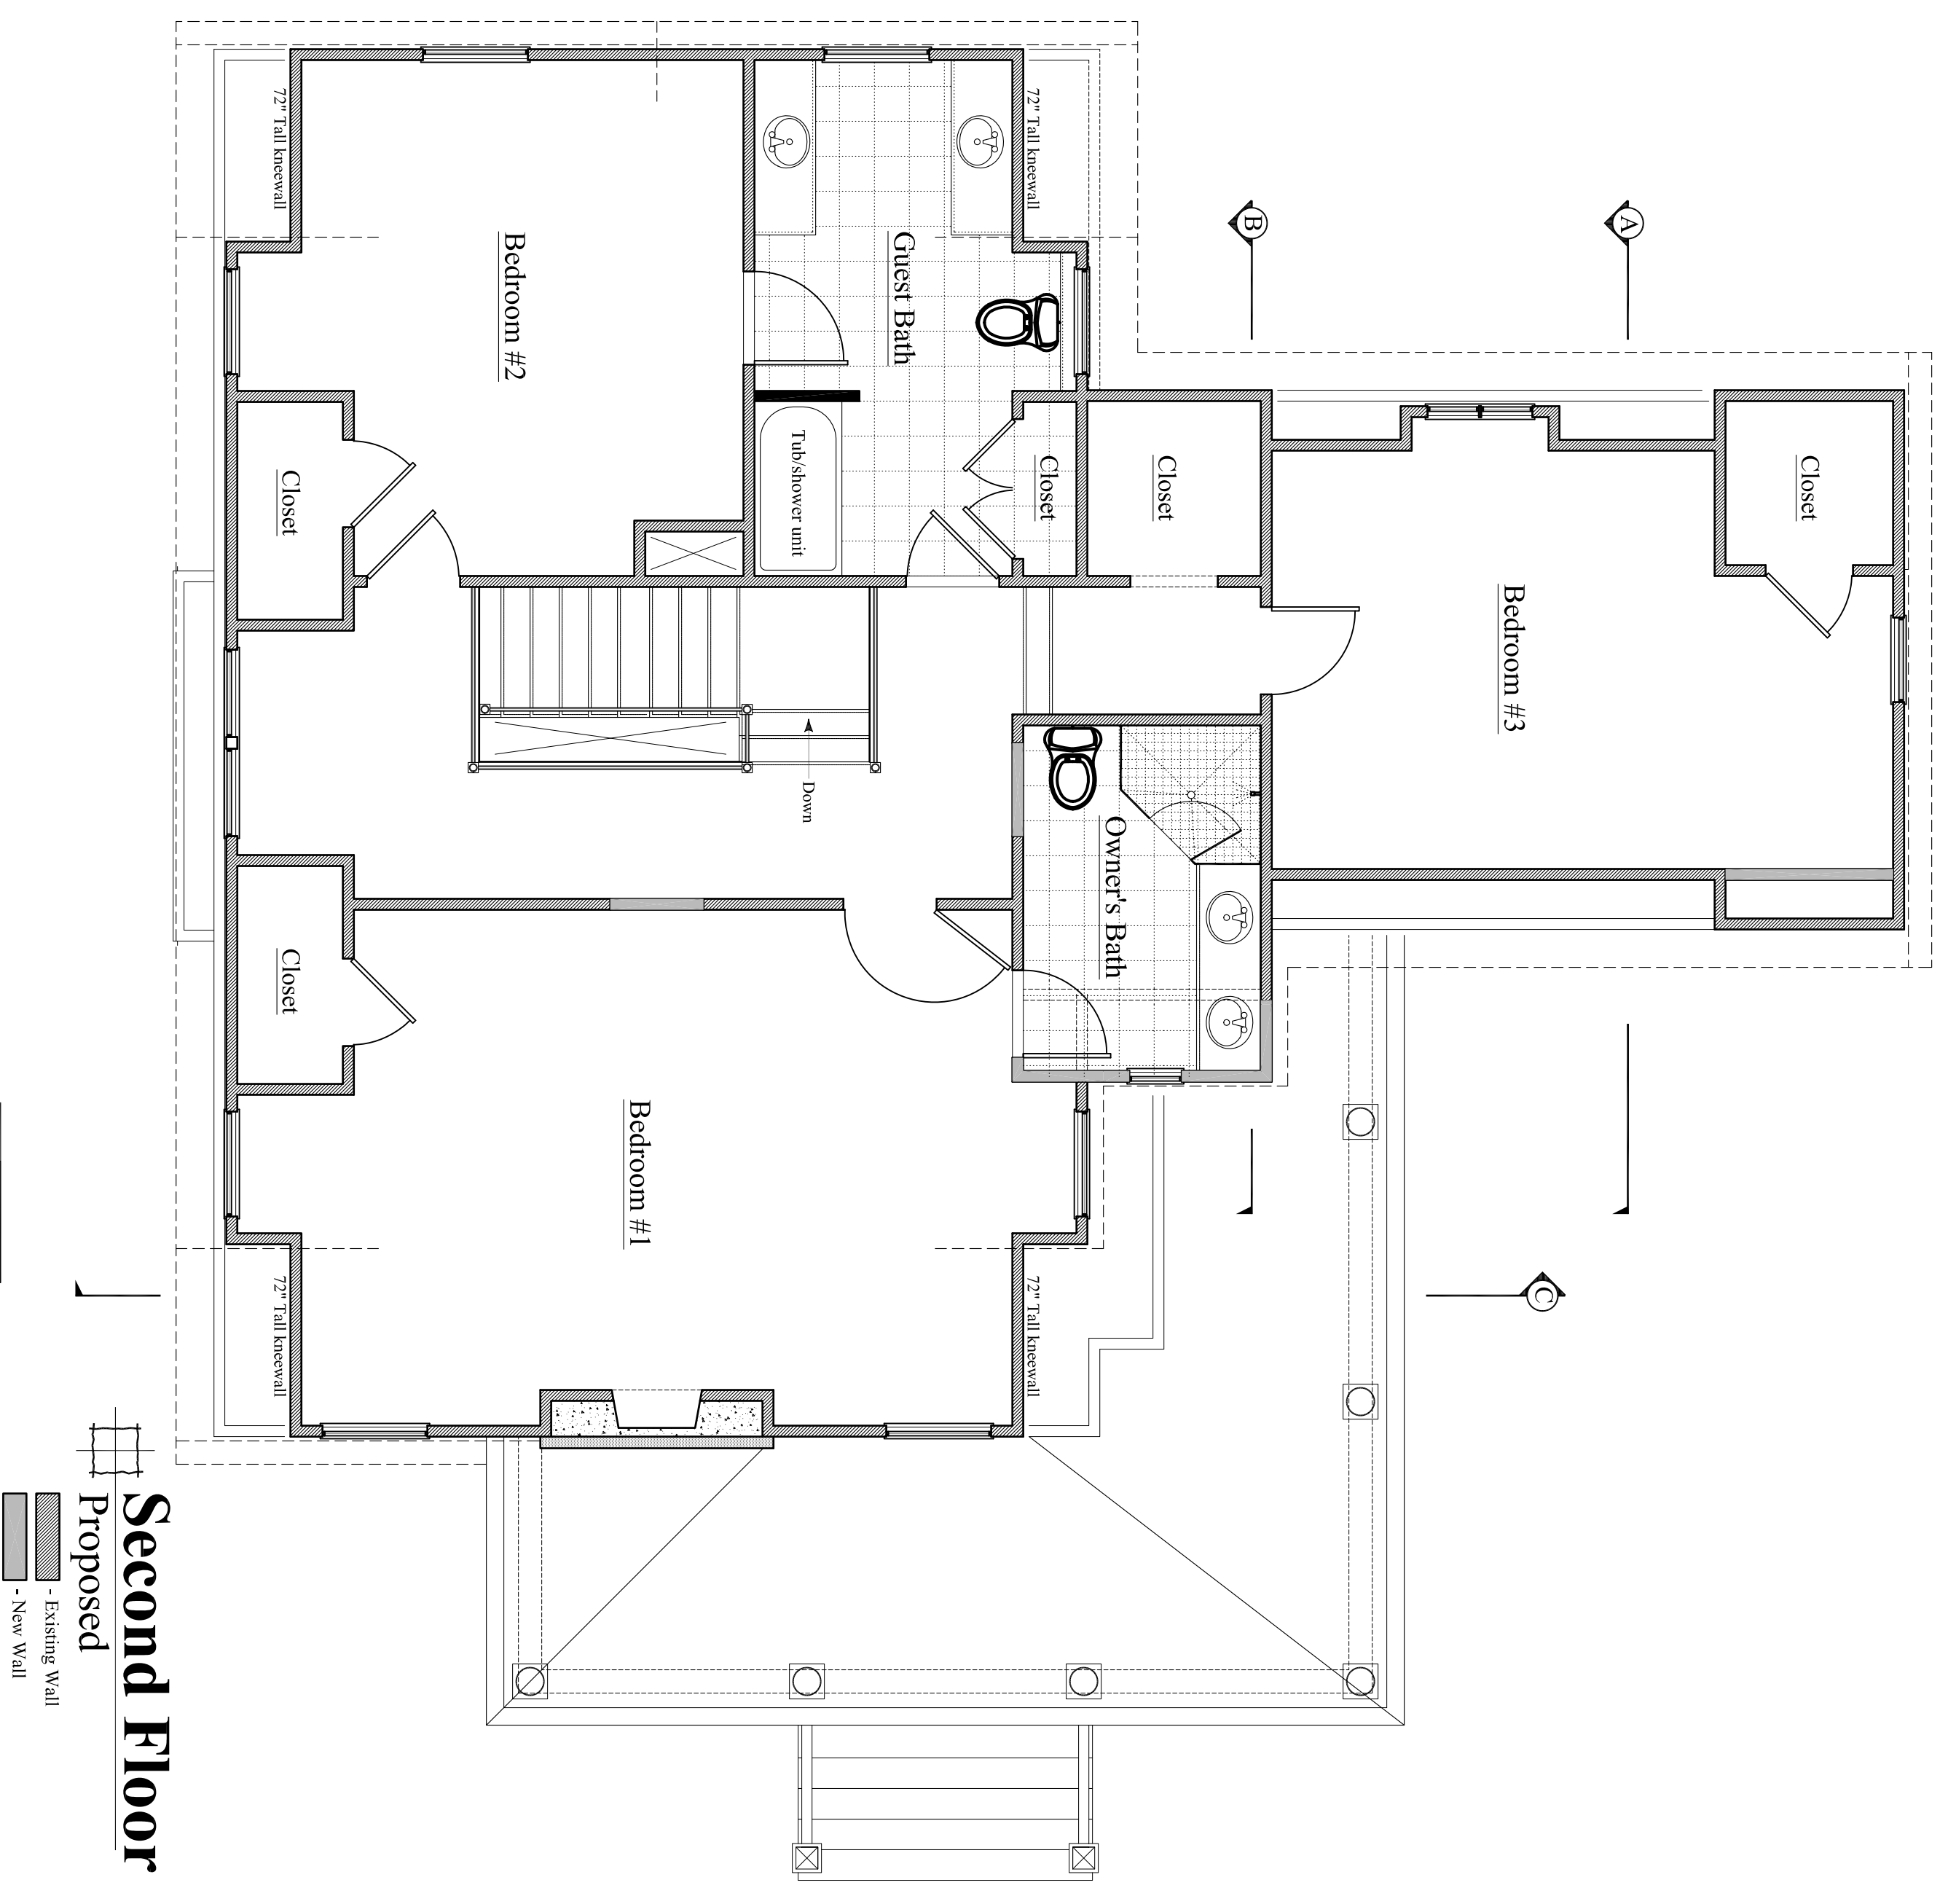 A
B
C
72" Tall kneewall
72" Tall kneewall
Closet
Closet
Closet
Bedroom #3
Guest Bath
Tub/shower unit
Bedroom #2
Closet
Down
Owner's Bath
Closet
Bedroom #1
72" Tall kneewall
72" Tall kneewall
Second Floor
Proposed
- Existing Wall
- New Wall